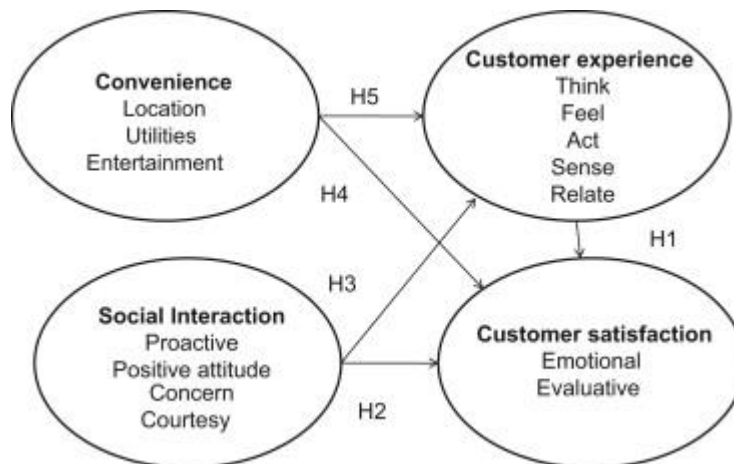 Convenience
Location
Utilities
Entertainment
H5
Customer experience
Think
Feel
Act
Sense
Relate
H4
H1
H3
Social Interaction
Proactive
Positive attitude
Concern
Courtesy
H2
Customer satisfaction
Emotional
Evaluative